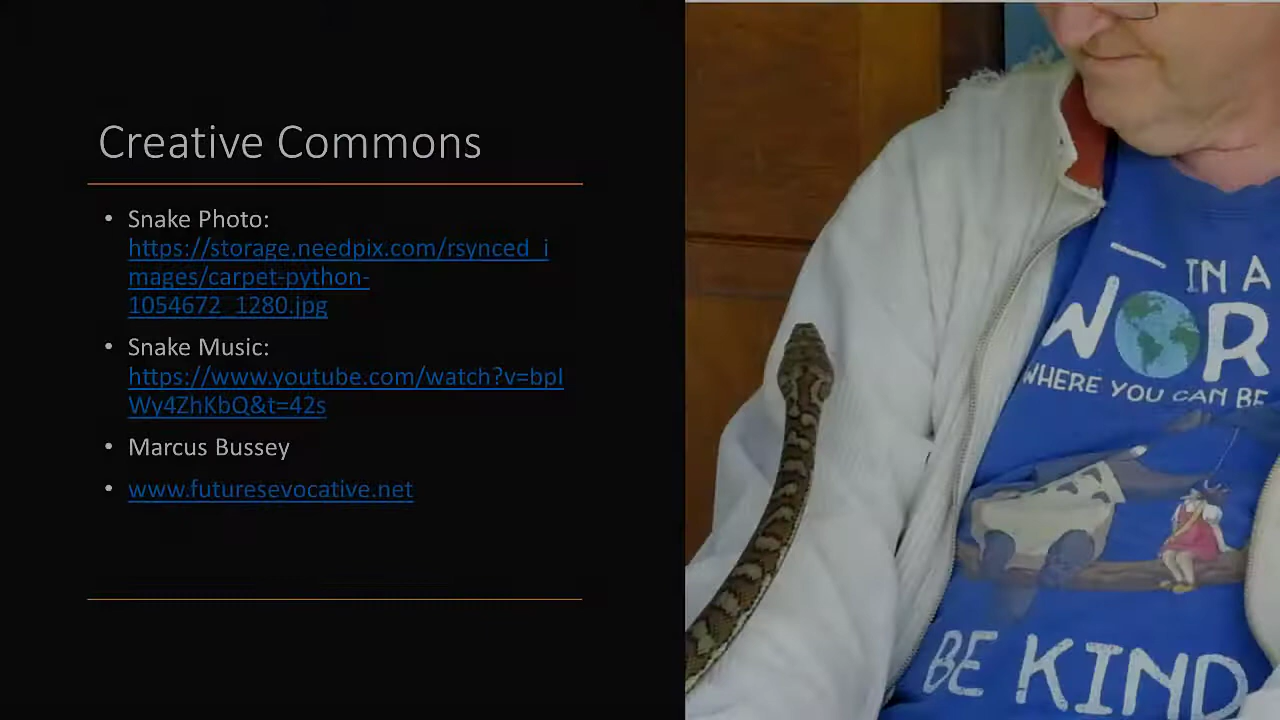 Creative Commons
• Snake Photo:
https://storage.needpix.com/rsynced_i
mages/carpet-python-
1054672_1280.jpg
• Snake Music:
https://www.youtube.com/watch?v=bpI
Wy4ZhKbQ&t=42s
• Marcus Bussey
• www.futuresevocative.net
IN A
WOR
WHERE YOU CAN BE
BE KIND